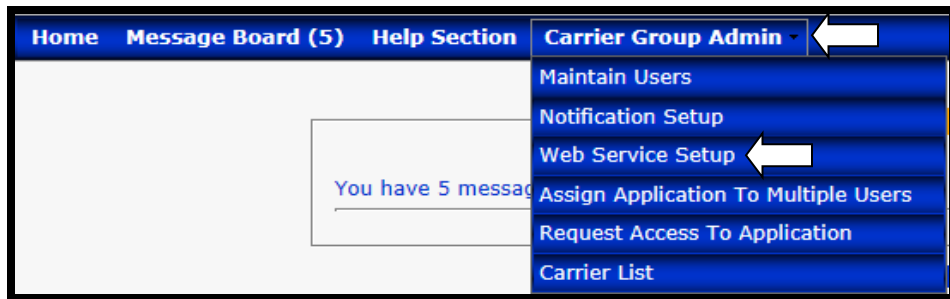 Home Message Board (5) Help Section Carrier Group Admin
Maintain Users
Notification Setup
Web Service Setup
You have 5 messag
Assign Application To Multiple Users
Request Access To Application
Carrier List